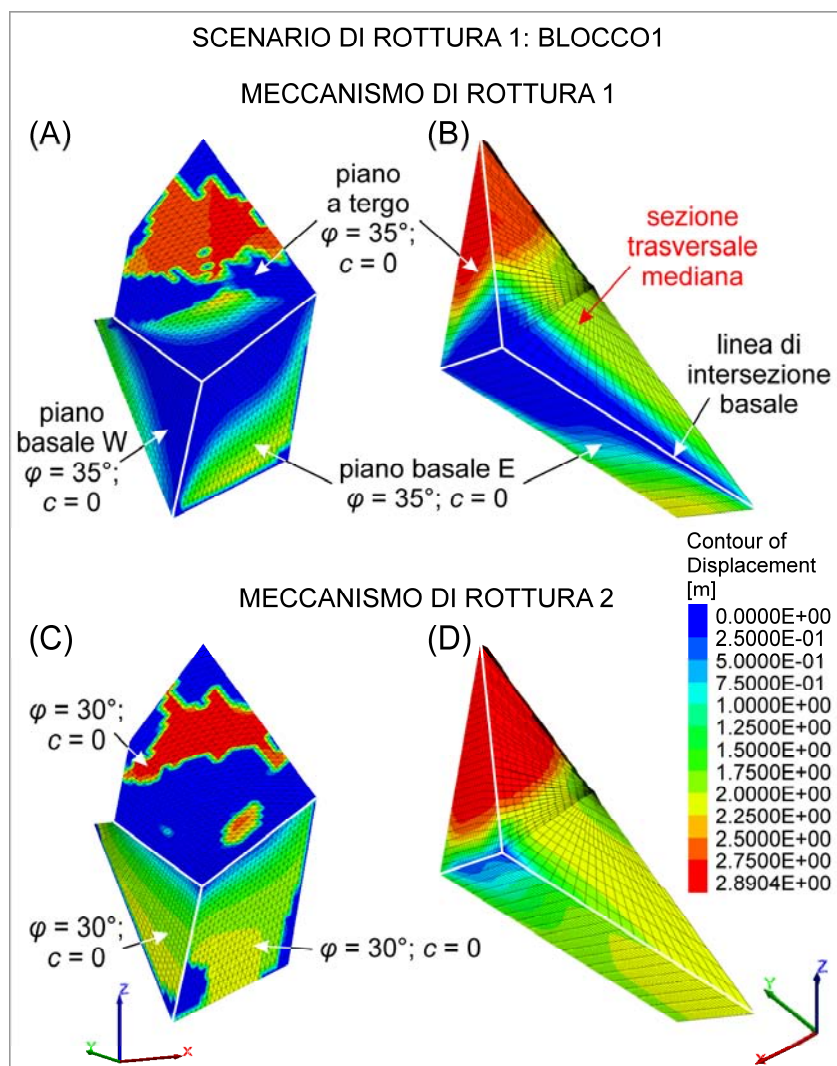 SCENARIO DI ROTTURA 1: BLOCCO1
MECCANISMO DI ROTTURA 1
(A)
(B)
piano
a tergo
φ = 35°;
c = 0
sezione
trasversale
mediana
linea di
intersezione
basale
piano
basale W
φ = 35°;
c = 0
piano basale E
φ = 35°; c = 0
Contour of
Displacement
[m]
0.0000E+00
2.5000E-01
5.0000E-01
7.5000E-01
1.0000E+00
1.2500E+00
1.5000E+00
1.7500E+00
2.0000E+00
2.2500E+00
2.5000E+00
2.7500E+00
2.8904E+00
MECCANISMO DI ROTTURA 2
(C)
(D)
φ = 30°;
c = 0
φ = 30°;
c = 0
φ = 30°; c = 0
Z
Y
X
Z
Y
X